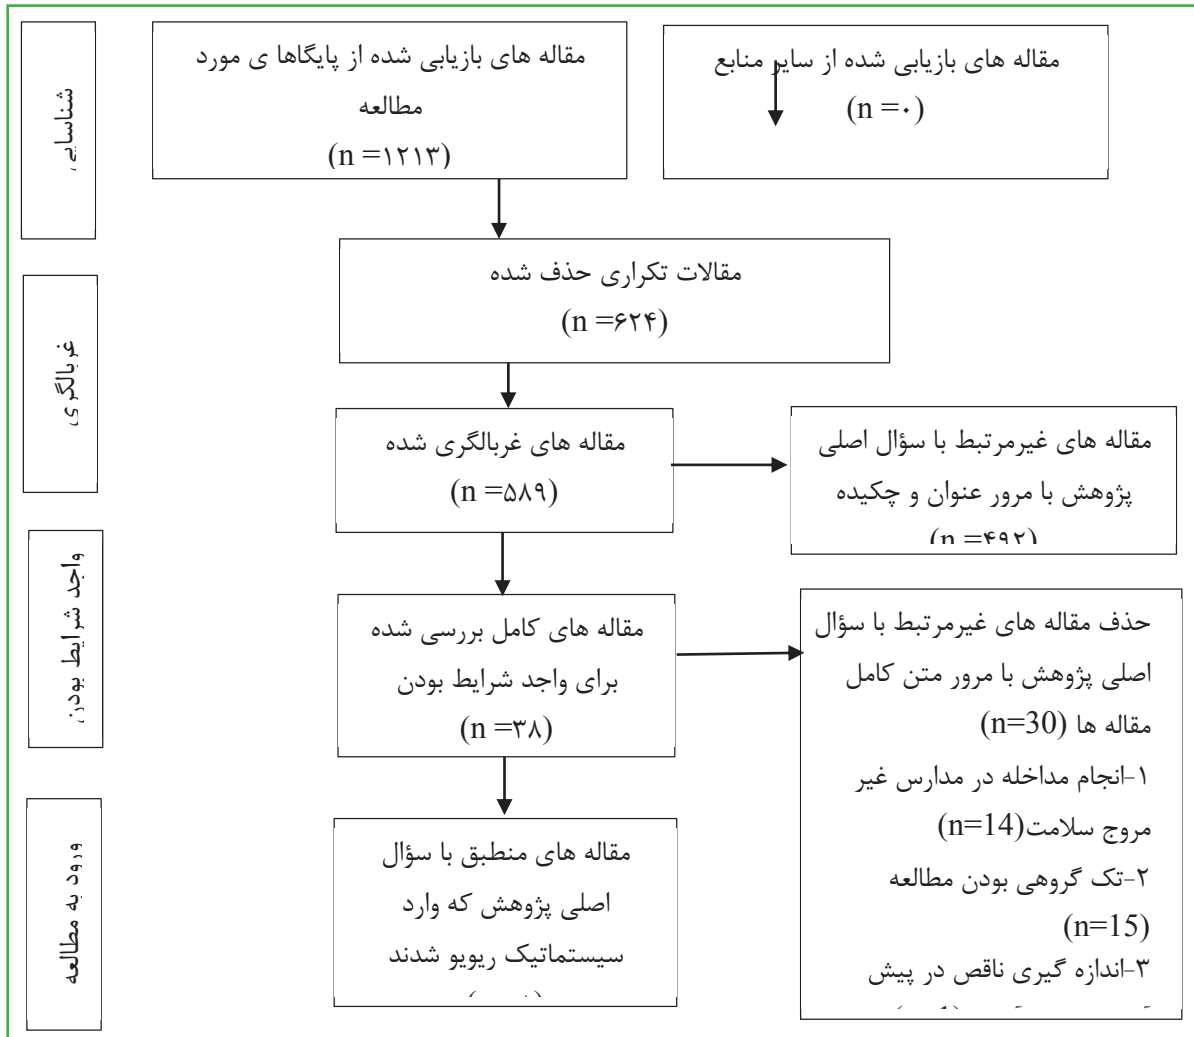 شناسایی
مقاله های بازیابی شده از پایگاها ی مورد
مطالعه
(n =۱۲۱۳)
مقاله های بازیابی شده از سایر منابع
(n =۰)
مقالات تکراری حذف شده
(n =۶۲۴)
غربالگری
مقاله های غربالگری شده
(n =۵۸۹)
مقاله های غیرمرتبط با سؤال اصلی
پژوهش با مرور عنوان و چکیده
(n =۴۹۲)
واجد شرایط بودن
مقاله های کامل بررسی شده
برای واجد شرایط بودن
(n =۳۸)
حذف مقاله های غیرمرتبط با سؤال
اصلی پژوهش با مرور متن کامل
مقاله ها (n=30)
۱-انجام مداخله در مدارس غیر
مروج سلامت(n=14)
۲-تک گروهی بودن مطالعه
(n=15)
۳-اندازه گیری ناقص در پیش
ورود به مطالعه
مقاله های منطبق با سؤال
اصلی پژوهش که وارد
سیستماتیک ریویو شدند